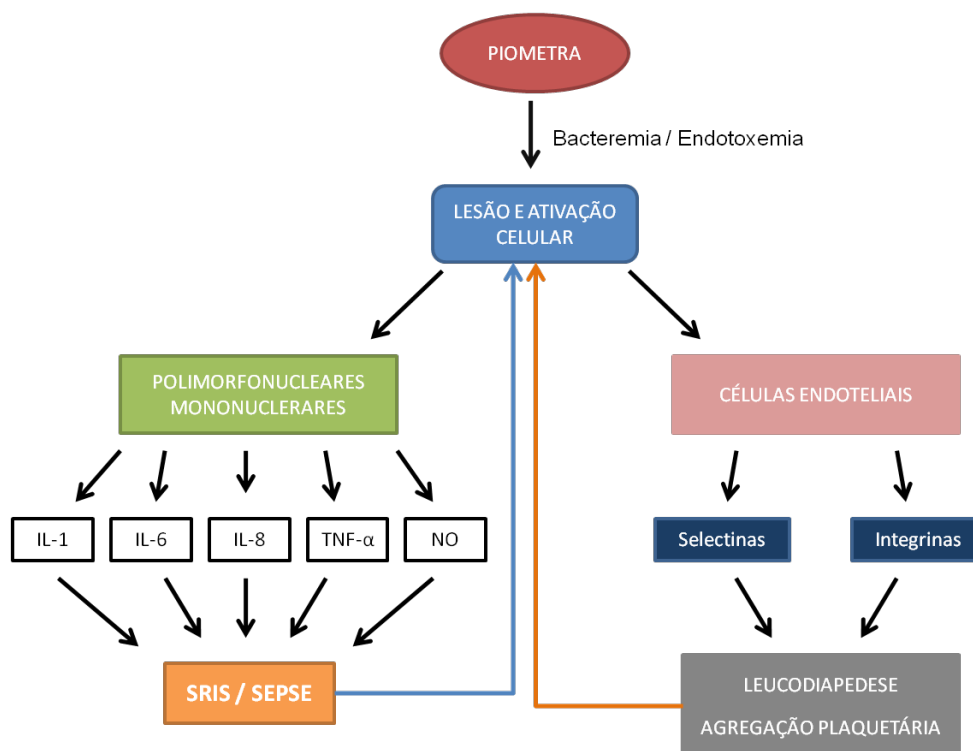 PIOMETRA
Bacteremia / Endotoxemia
LESÃO E ATIVAÇÃO
CELULAR
POLIMORFONUCLEARES
MONONUCLERARES
CÉLULAS ENDOTELIAIS
IL-1
IL-6
IL-8
TNF-α
NO
Selectinas
Integrinas
SRIS / SEPSE
LEUCODIAPEDESE
AGREGAÇÃO PLAQUETÁRIA